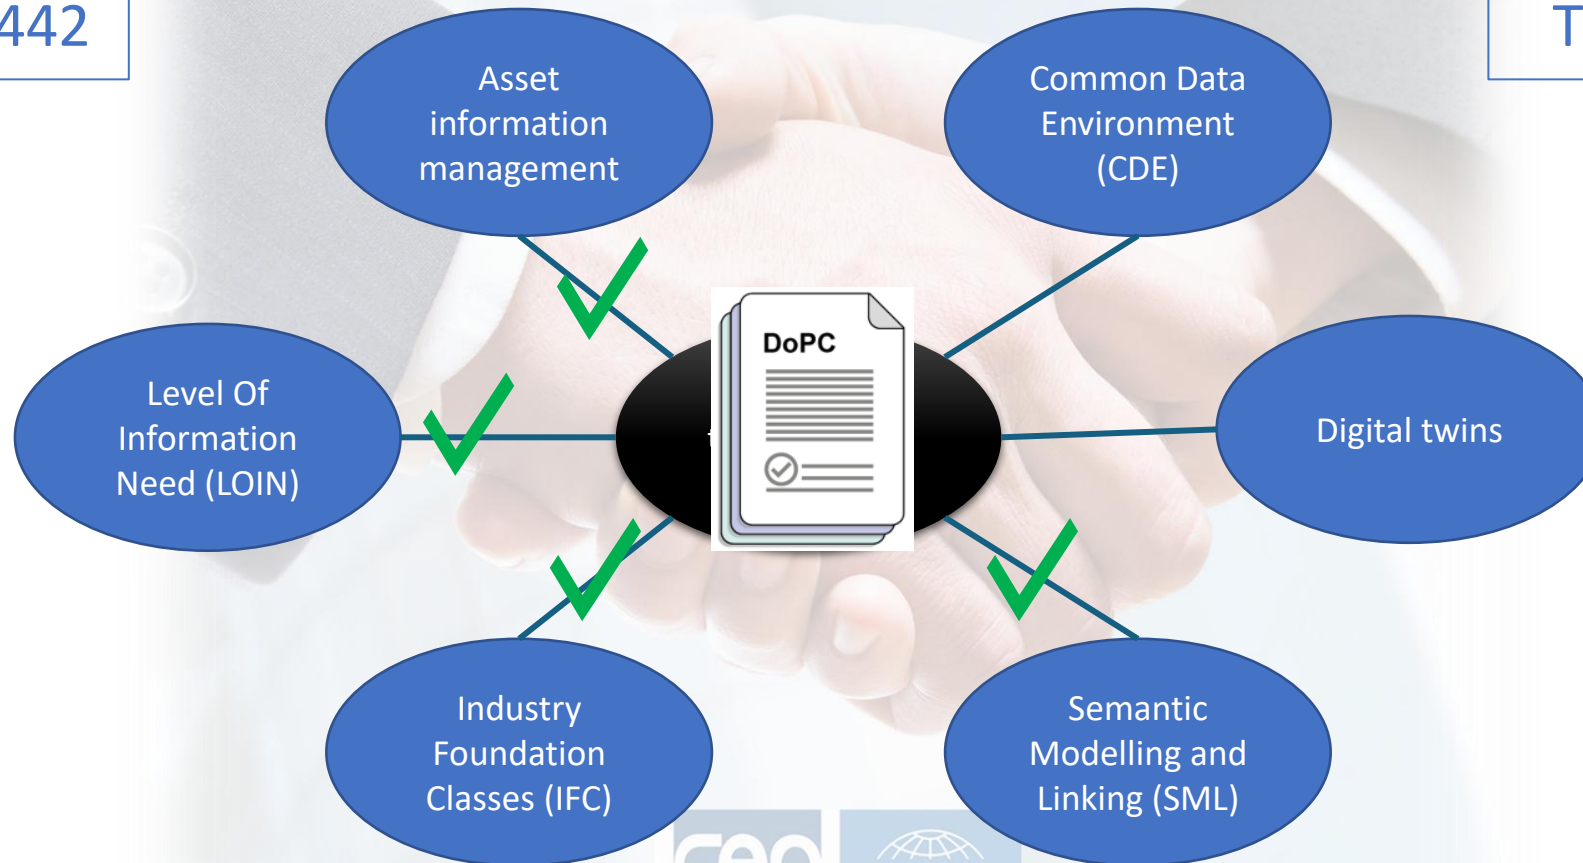 442
T
Asset
information
management
Common Data
Environment
(CDE)
DoPC
Level Of
Information
Need (LOIN)
Digital twins
Industry
Foundation
Classes (IFC)
Semantic
Modelling and
Linking (SML)